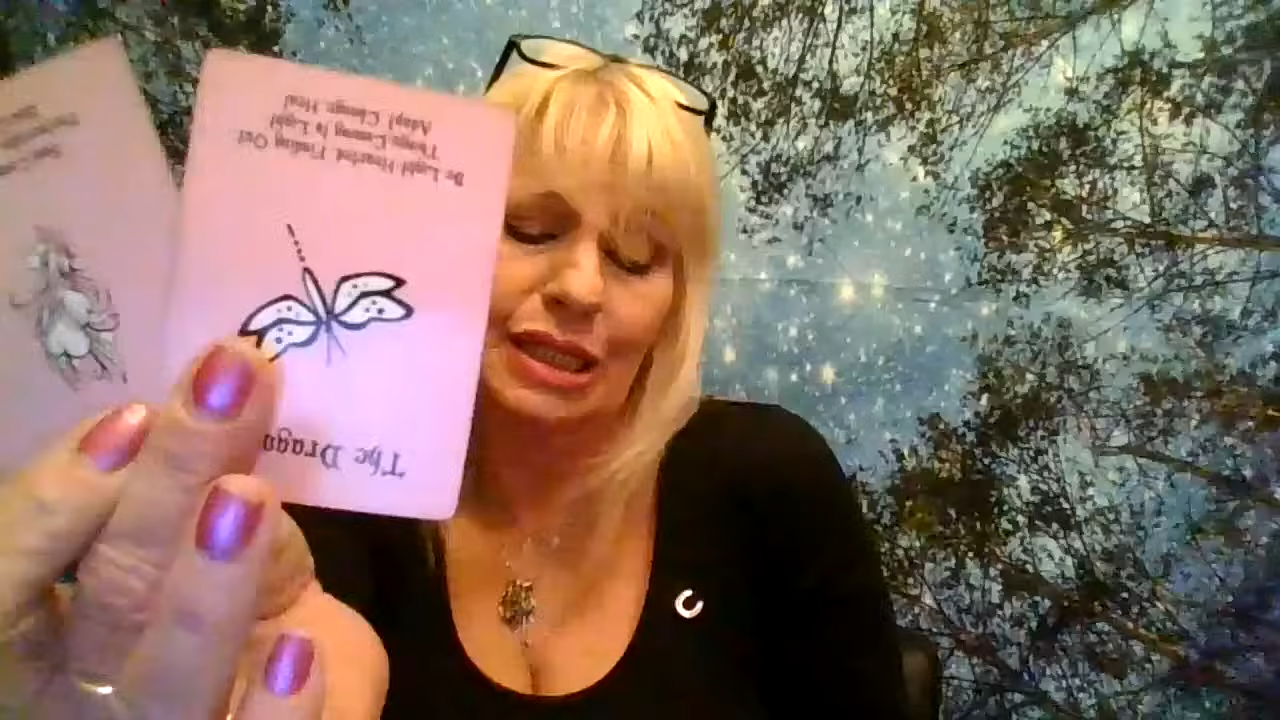 The Drago
Be Light Hearted Finding Out
Things Coming To Light
Adapt, Change, Heal